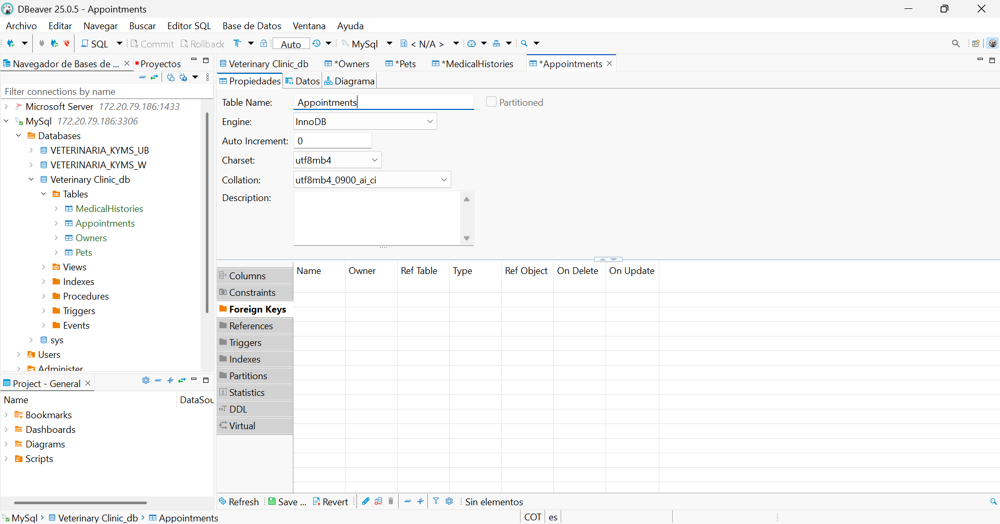 DBeaver 25.0.5 - Appointments
Archivo Editar Navegar Buscar Editor SQL Base de Datos Ventana Ayuda
SQL Commit Rollback Auto MySql < N/A >
Navegador de Bases de ... Proyectos
Filter connections by name
Microsoft Server 172.20.79.186:1433
MySql 172.20.79.186:3306
Databases
VETERINARIA_KYMS_UB
VETERINARIA_KYMS_W
Veterinary Clinic_db
Tables
MedicalHistories
Appointments
Owners
Pets
Views
Indexes
Procedures
Triggers
Events
sys
Users
Administer
Project - General
Name DataSou
Bookmarks
Dashboards
Diagrams
Scripts
Veterinary Clinic_db *Owners *Pets *MedicalHistories *Appointments
Propiedades Datos Diagrama
Table Name: Appointments Partitioned
Engine: InnoDB
Auto Increment: 0
Charset: utf8mb4
Collation: utf8mb4_0900_ai_ci
Description:
Columns
Constraints
Foreign Keys
References
Triggers
Indexes
Partitions
Statistics
DDL
Virtual
Name Owner Ref Table Type Ref Object On Delete On Update
Refresh Save ... Revert Sin elementos
MySql Veterinary Clinic_db Appointments COT es